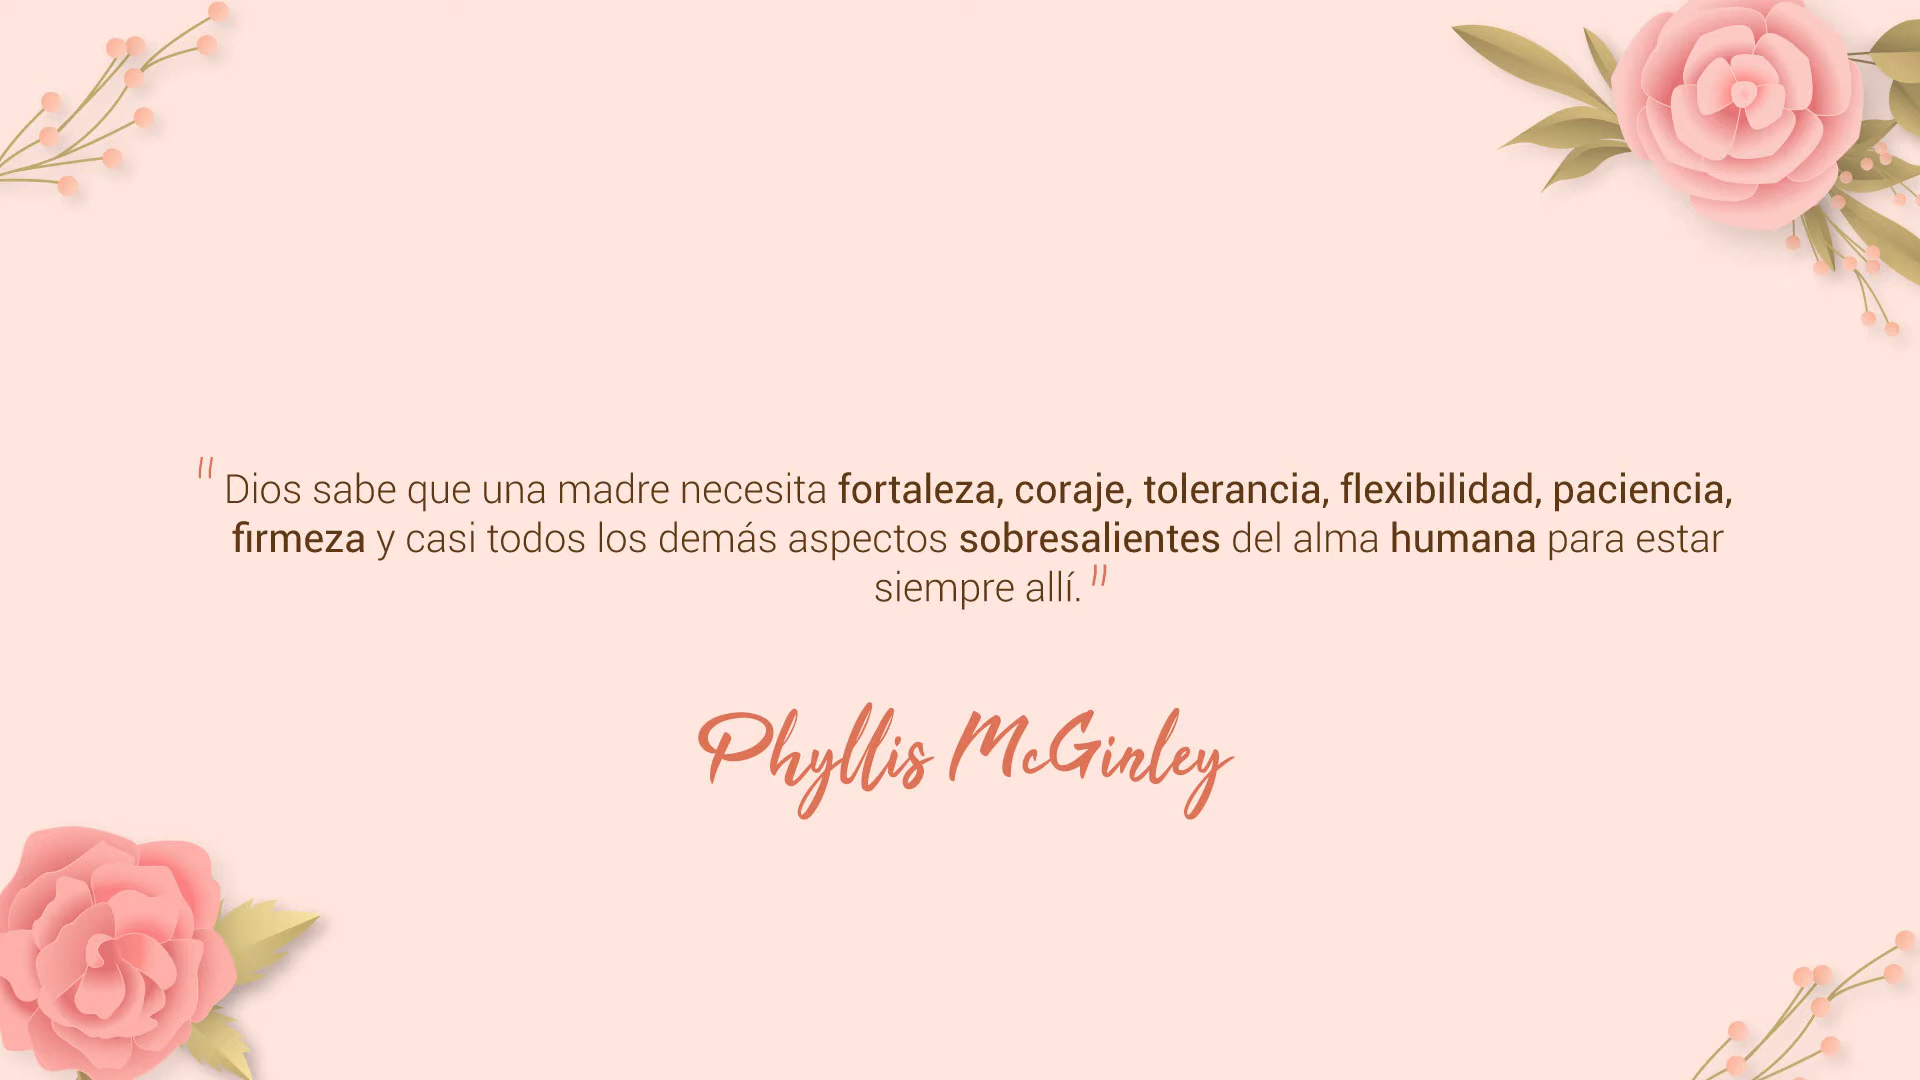 " Dios sabe que una madre necesita fortaleza, coraje, tolerancia, flexibilidad, paciencia,
firmeza y casi todos los demás aspectos sobresalientes del alma humana para estar
siempre allí. "
Phyllis McGinley